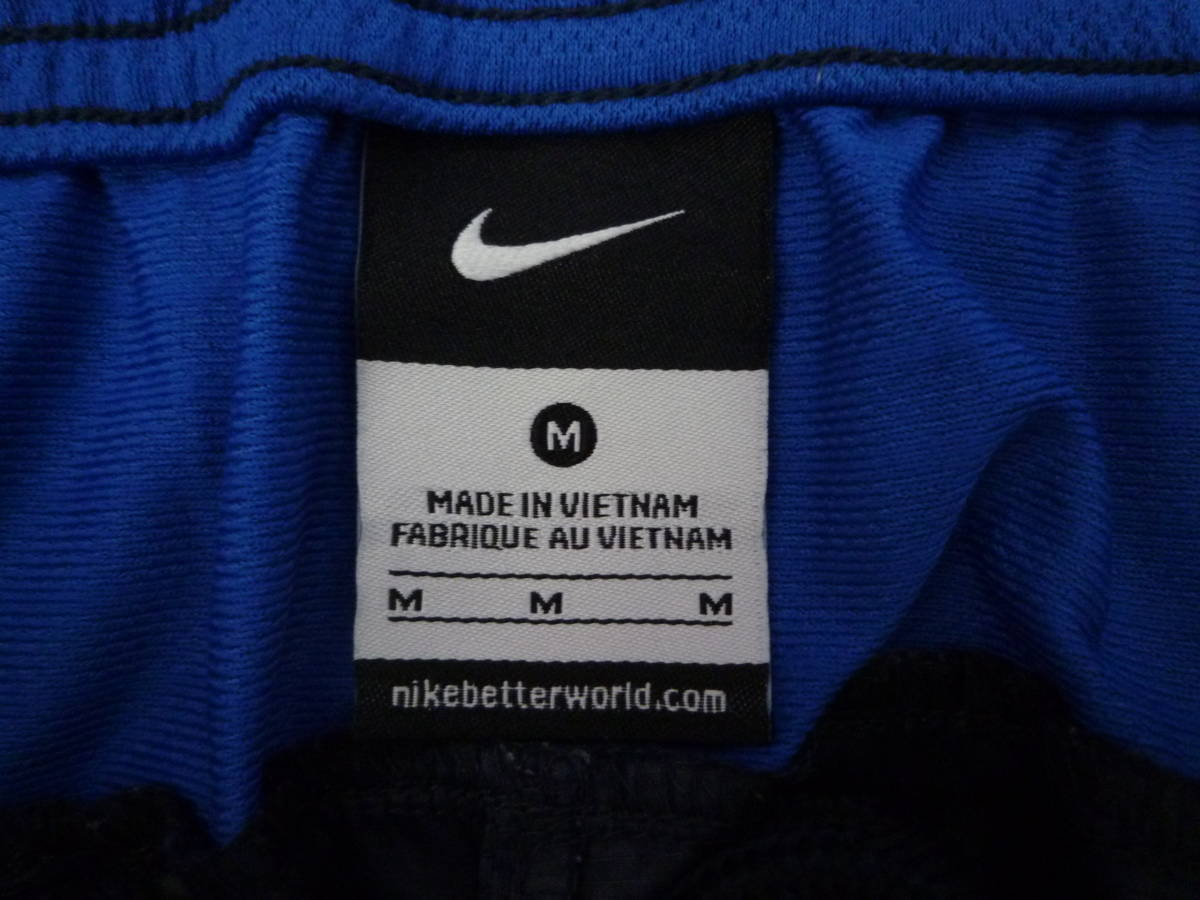 M
MADE IN VIETNAM
FABRIQUE AU VIETNAM
M M M
nikebetterworld.com